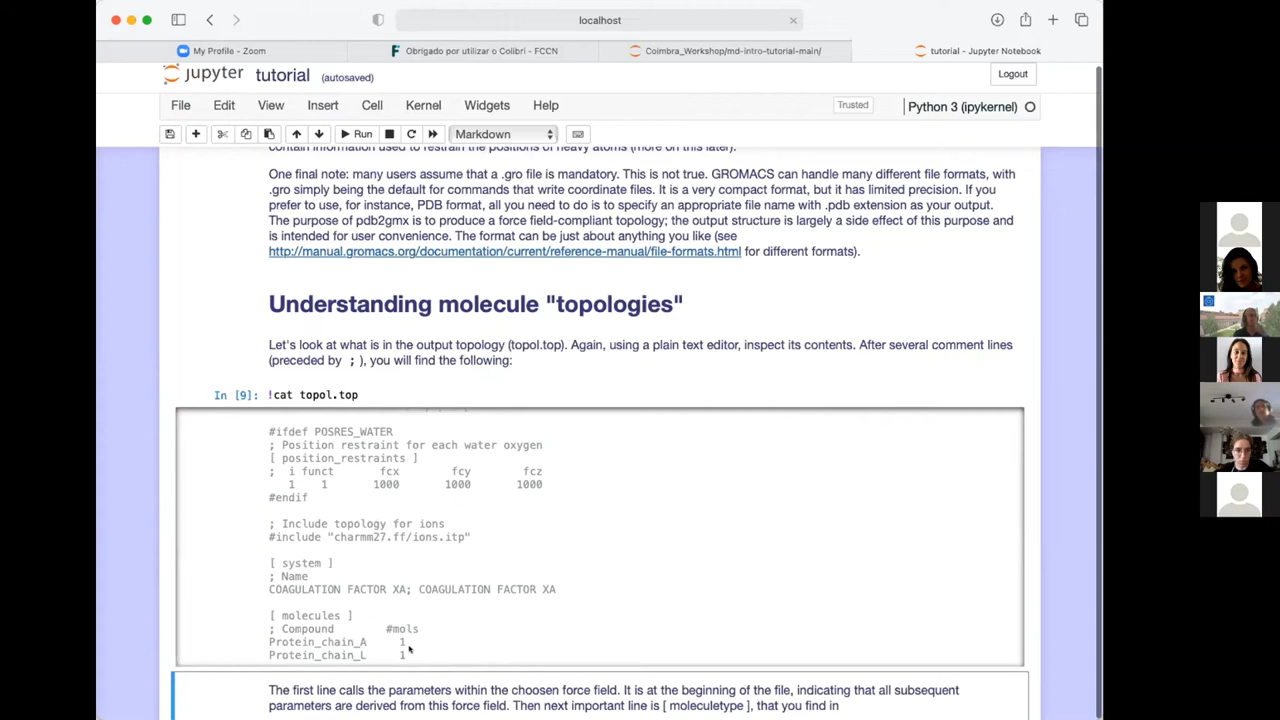 localhost
My Profile - Zoom
Obrigado por utilizar o Colibri - FCCN
Coimbra_Workshop/md-intro-tutorial-main/
tutorial - Jupyter Notebook
jupyter tutorial (autosaved)
Logout
File Edit View Insert Cell Kernel Widgets Help
Trusted
Python 3 (ipykernel)
Run
Markdown
contain information used to restrain the positions of heavy atoms (more on this later).
One final note: many users assume that a .gro file is mandatory. This is not true. GROMACS can handle many different file formats, with
.gro simply being the default for commands that write coordinate files. It is a very compact format, but it has limited precision. If you
prefer to use, for instance, PDB format, all you need to do is to specify an appropriate file name with .pdb extension as your output.
The purpose of pdb2gmx is to produce a force field-compliant topology; the output structure is largely a side effect of this purpose and
is intended for user convenience. The format can be just about anything you like (see
http://manual.gromacs.org/documentation/current/reference-manual/file-formats.html for different formats).
Understanding molecule "topologies"
Let's look at what is in the output topology (topol.top). Again, using a plain text editor, inspect its contents. After several comment lines
(preceded by ; ), you will find the following:
In [9]: !cat topol.top
#ifdef POSRES_WATER
; Position restraint for each water oxygen
[ position_restraints ]
; i funct fcx fcy fcz
1 1 1000 1000 1000
#endif
; Include topology for ions
#include "charmm27.ff/ions.itp"
[ system ]
; Name
COAGULATION FACTOR XA; COAGULATION FACTOR XA
[ molecules ]
; Compound #mols
Protein_chain_A 1
Protein_chain_L 1
The first line calls the parameters within the choosen force field. It is at the beginning of the file, indicating that all subsequent
parameters are derived from this force field. Then next important line is [ moleculetype ], that you find in